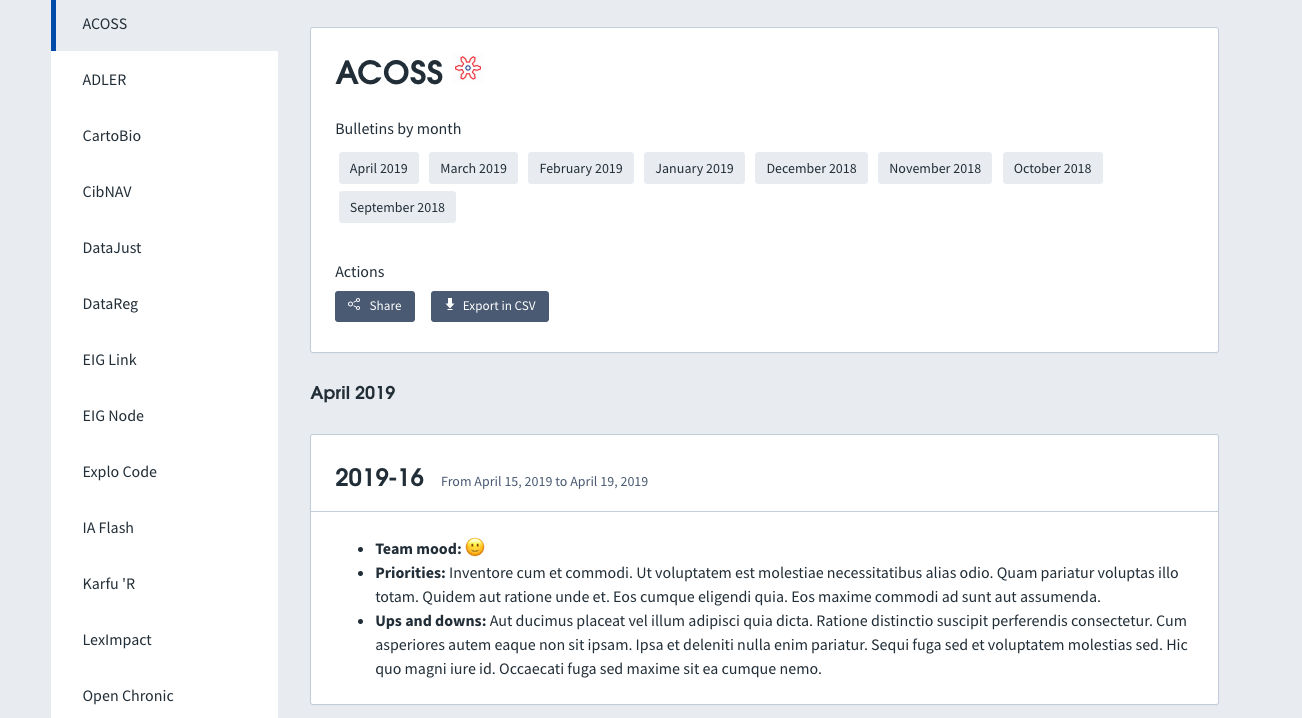 ACOSS
ADLER
CartoBio
CibNAV
DataJust
DataReg
EIG Link
EIG Node
Explo Code
IA Flash
Karfu 'R
LexImpact
Open Chronic
ACOSS
Bulletins by month
April 2019 March 2019 February 2019 January 2019 December 2018 November 2018 October 2018
September 2018
Actions
Share Export in CSV
April 2019
2019-16 From April 15, 2019 to April 19, 2019
• Team mood: 🙂
• Priorities: Inventore cum et commodi. Ut voluptatem est molestiae necessitatibus alias odio. Quam pariatur voluptas illo
totam. Quidem aut ratione unde et. Eos cumque eligendi quia. Eos maxime commodi ad sunt aut assumenda.
• Ups and downs: Aut ducimus placeat vel illum adipisci quia dicta. Ratione distinctio suscipit perferendis consectetur. Cum
asperiores autem eaque non sit ipsam. Ipsa et deleniti nulla enim pariatur. Sequi fuga sed et voluptatem molestias sed. Hic
quo magni iure id. Occaecati fuga sed maxime sit ea cumque nemo.